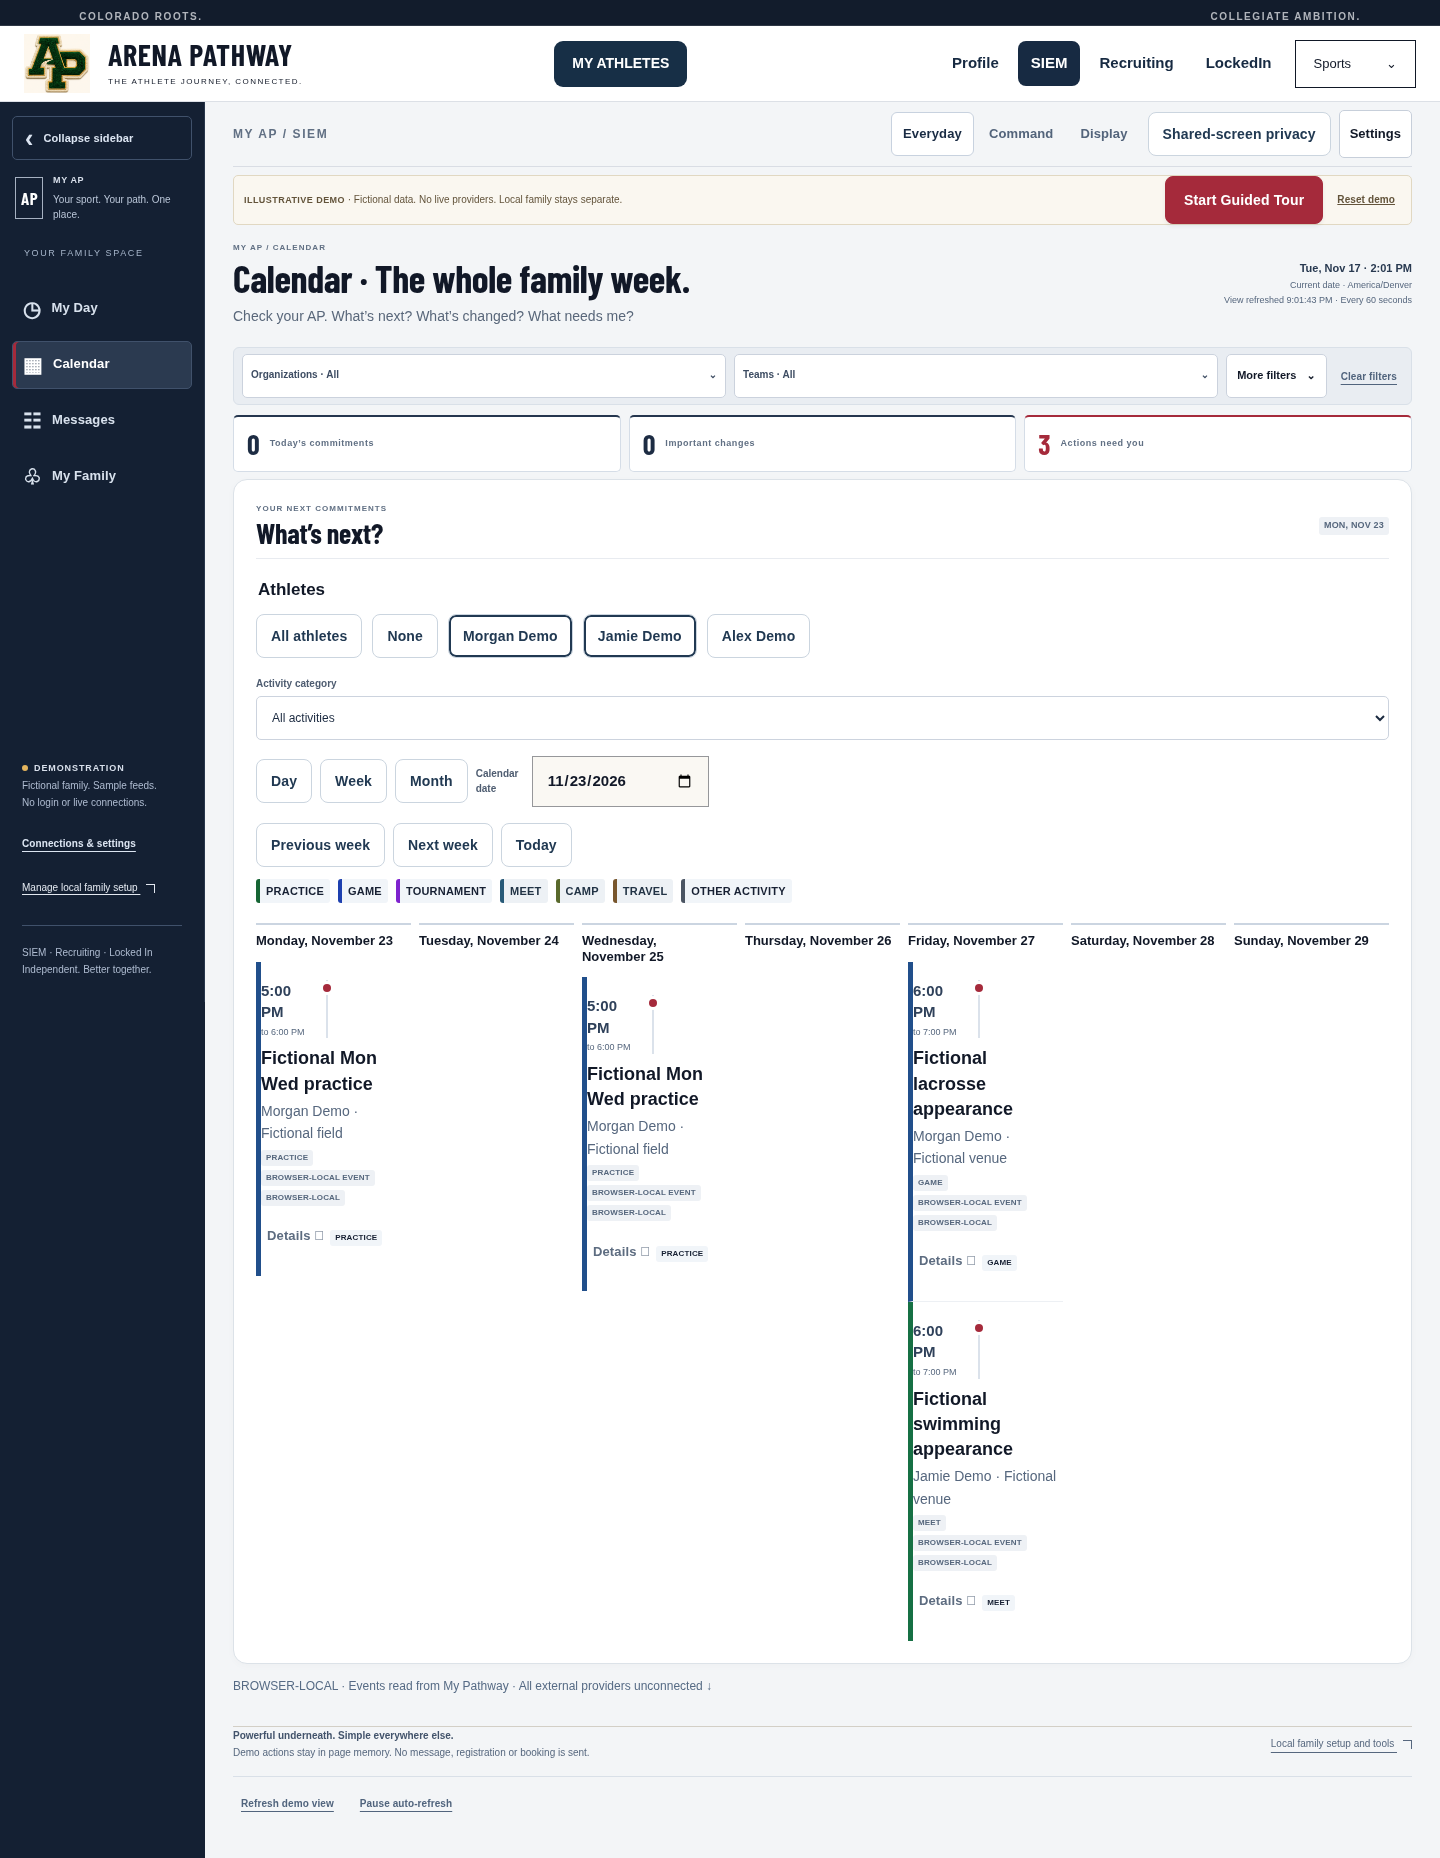 COLORADO ROOTS.
COLLEGIATE AMBITION.
AP
ARENA PATHWAY
THE ATHLETE JOURNEY, CONNECTED.
MY ATHLETES
Profile
SIEM
Recruiting
LockedIn
Sports
Collapse sidebar
AP
MY AP
Your sport. Your path. One
place.
YOUR FAMILY SPACE
My Day
Calendar
Messages
My Family
DEMONSTRATION
Fictional family. Sample feeds.
No login or live connections.
Connections & settings
Manage local family setup
SIEM · Recruiting · Locked In
Independent. Better together.
MY AP / SIEM
Everyday
Command
Display
Shared-screen privacy
Settings
ILLUSTRATIVE DEMO · Fictional data. No live providers. Local family stays separate.
Start Guided Tour
Reset demo
MY AP / CALENDAR
Calendar · The whole family week.
Check your AP. What’s next? What’s changed? What needs me?
Tue, Nov 17 · 2:01 PM
Current date · America/Denver
View refreshed 9:01:43 PM · Every 60 seconds
Organizations · All
Teams · All
More filters
Clear filters
0 Today's commitments
0 Important changes
3 Actions need you
YOUR NEXT COMMITMENTS
What’s next?
MON, NOV 23
Athletes
All athletes
None
Morgan Demo
Jamie Demo
Alex Demo
Activity category
All activities
Day
Week
Month
Calendar
date
11/23/2026
Previous week
Next week
Today
PRACTICE
GAME
TOURNAMENT
MEET
CAMP
TRAVEL
OTHER ACTIVITY
Monday, November 23
5:00
PM
to 6:00 PM
Fictional Mon
Wed practice
Morgan Demo ·
Fictional field
PRACTICE
BROWSER-LOCAL EVENT
BROWSER-LOCAL
Details
PRACTICE
Tuesday, November 24
Wednesday,
November 25
5:00
PM
to 6:00 PM
Fictional Mon
Wed practice
Morgan Demo ·
Fictional field
PRACTICE
BROWSER-LOCAL EVENT
BROWSER-LOCAL
Details
PRACTICE
Thursday, November 26
Friday, November 27
6:00
PM
to 7:00 PM
Fictional
lacrosse
appearance
Morgan Demo ·
Fictional venue
GAME
BROWSER-LOCAL EVENT
BROWSER-LOCAL
Details
GAME
6:00
PM
to 7:00 PM
Fictional
swimming
appearance
Jamie Demo · Fictional
venue
MEET
BROWSER-LOCAL EVENT
BROWSER-LOCAL
Details
MEET
Saturday, November 28
Sunday, November 29
BROWSER-LOCAL · Events read from My Pathway · All external providers unconnected ↓
Powerful underneath. Simple everywhere else.
Demo actions stay in page memory. No message, registration or booking is sent.
Local family setup and tools
Refresh demo view
Pause auto-refresh